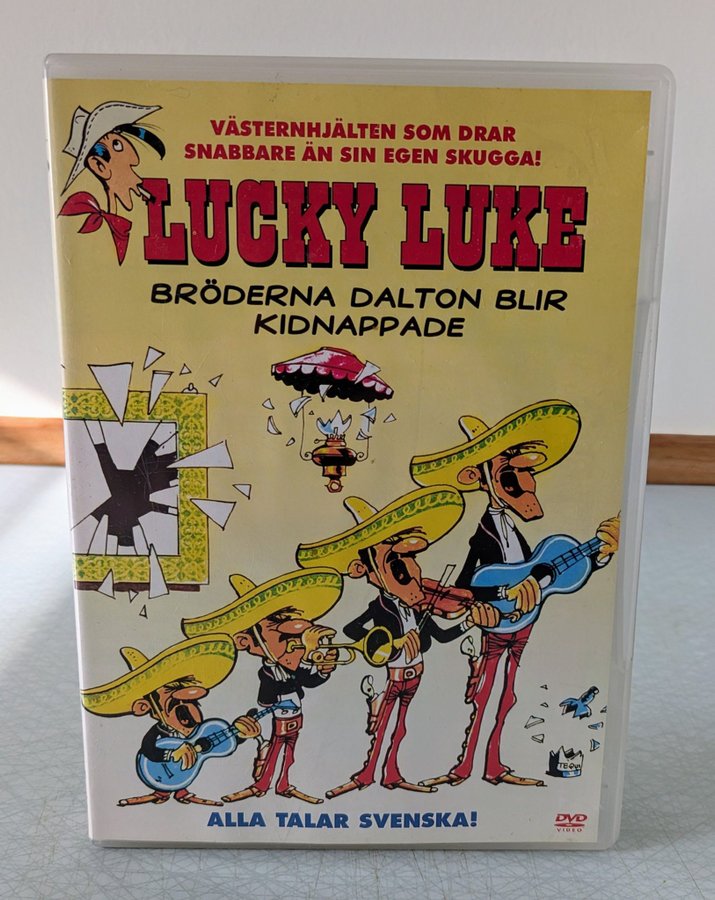 VÄSTERNHJÄLTEN SOM DRAR
SNABBARE ÄN SIN EGEN SKUGGA!
LUCKY LUKE
BRÖDERNA DALTON BLIR
KIDNAPPADE
TEQUI
ALLA TALAR SVENSKA!
DVD
VIDEO